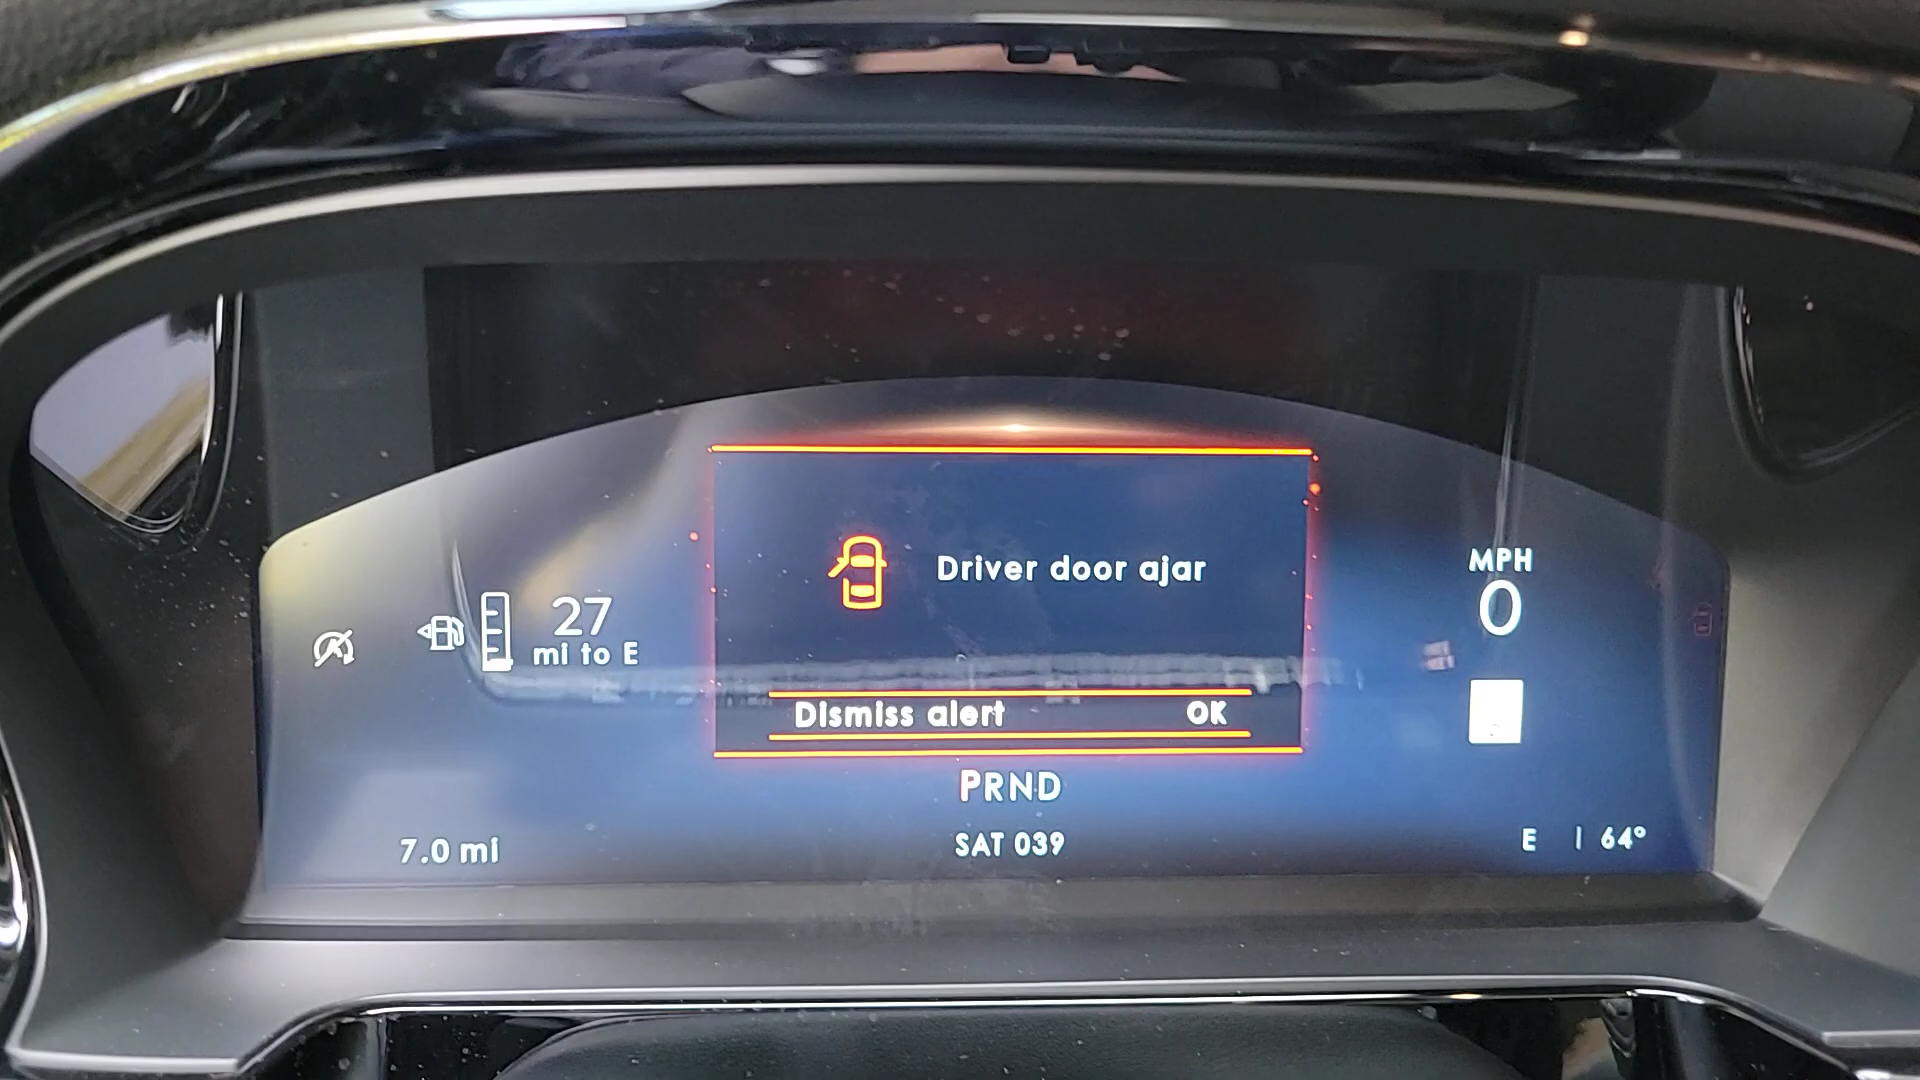 Driver door ajar
MPH
0
27
mi to E
Dismiss alert OK
PRND
7.0 mi
SAT 039
E | 64°